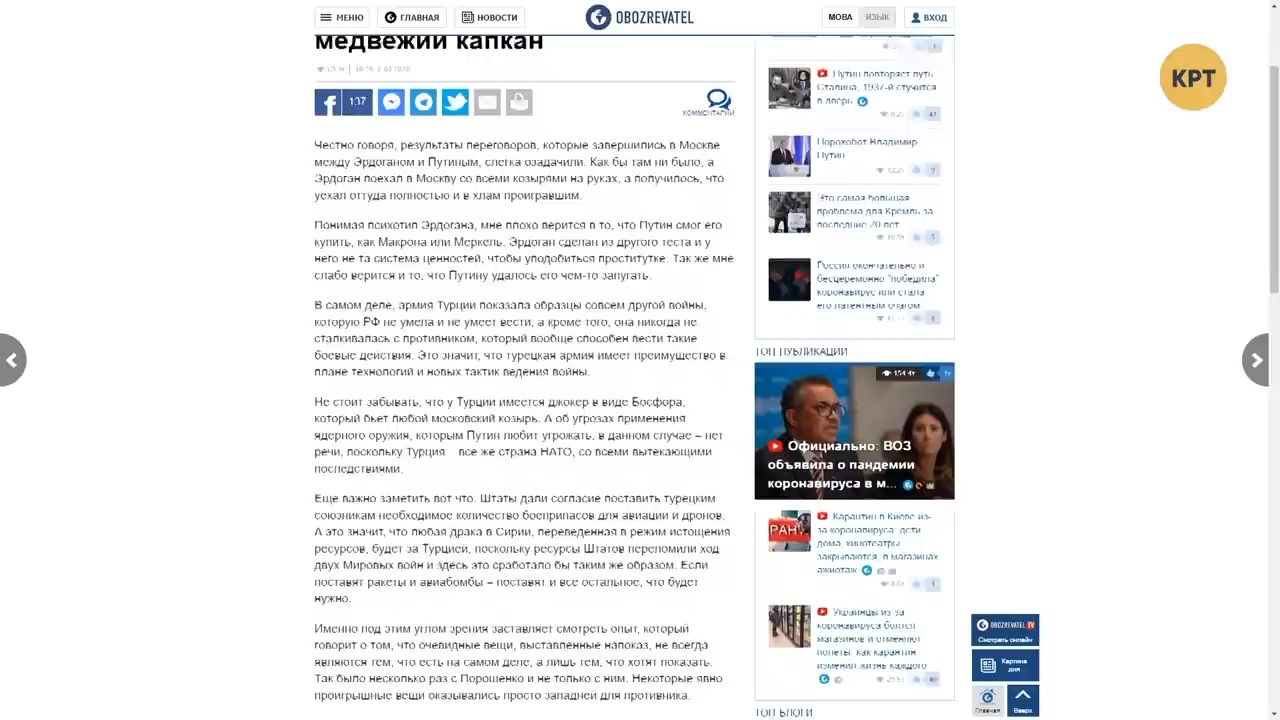 МЕНЮ
ГЛАВНАЯ
НОВОСТИ
OBOZREVATEL
МОВА
ЯЗЫК
ВХОД
медвежий капкан
КРТ
137
КОММЕНТАРИИ
Честно говоря, результаты переговоров, которые завершились в Москве
между Эрдоганом и Путиным, слегка озадачили. Как бы там ни было, а
Эрдоган поехал в Москву со всеми козырями на руках, а получилось, что
уехал оттуда полностью и в хлам проигравшим.
Понимая психотип Эрдогана, мне плохо верится в то, что Путин смог его
купить, как Макрона или Меркель. Эрдоган сделан из другого теста и у
него не та система ценностей, чтобы уподобиться проститутке. Так же мне
слабо верится и то, что Путину удалось его чем-то запугать.
В самом деле, армия Турции показала образцы совсем другой войны,
которую РФ не умела и не умеет вести, а кроме того, она никогда не
сталкивалась с противником, который вообще способен вести такие
боевые действия. Это значит, что турецкая армия имеет преимущество в
плане технологий и новых тактик ведения войны.
Не стоит забывать, что у Турции имеется джокер в виде Босфора,
который бьет любой московский козырь. А об угрозах применения
ядерного оружия, которым Путин любит угрожать, в данном случае – нет
речи, поскольку Турция все же страна НАТО, со всеми вытекающими
последствиями.
Еще важно заметить вот что. Штаты дали согласие поставить турецким
союзникам необходимое количество боеприпасов для авиации и дронов.
А это значит, что любая драка в Сирии, переведенная в режим истощения
ресурсов, будет за Турцией, поскольку ресурсы Штатов переломили ход
двух Мировых войн и здесь это сработало бы таким же образом. Если
поставят ракеты и авиабомбы – поставят и все остальное, что будет
нужно.
Именно под этим углом зрения заставляет смотреть опыт, который
говорит о том, что очевидные вещи, выставленные напоказ, не всегда
являются тем, что есть на самом деле, а лишь тем, что хотят показать.
Так было несколько раз с Порошенко и не только с ним. Некоторые явно
проигрышные вещи оказывались просто западней для противника.
Путин повторяет путь
Сталина, 1937-й стучится
в дверь
41
Порохобот Владимир
Путин
Это самая большая
проблема для Кремль за
последние 20 лет
Россия окончательно и
бесцеремонно "победила"
коронавирус или стала
его латентным очагом
ТОП ПУБЛИКАЦИИ
154.4т
Официально: ВОЗ
объявила о пандемии
коронавируса в м...
РАН
Карантин в Киеве из-
за коронавируса: дети
дома, кинотеатры
закрываются, в магазинах
ажиотаж
Украинцы из-за
коронавируса боятся
магазинов и отменяют
полеты: как карантин
изменил жизнь каждого
ТОП БЛОГИ
OBOZREVATEL TV
Смотреть онлайн
Картина
дня
Главная
Вверх